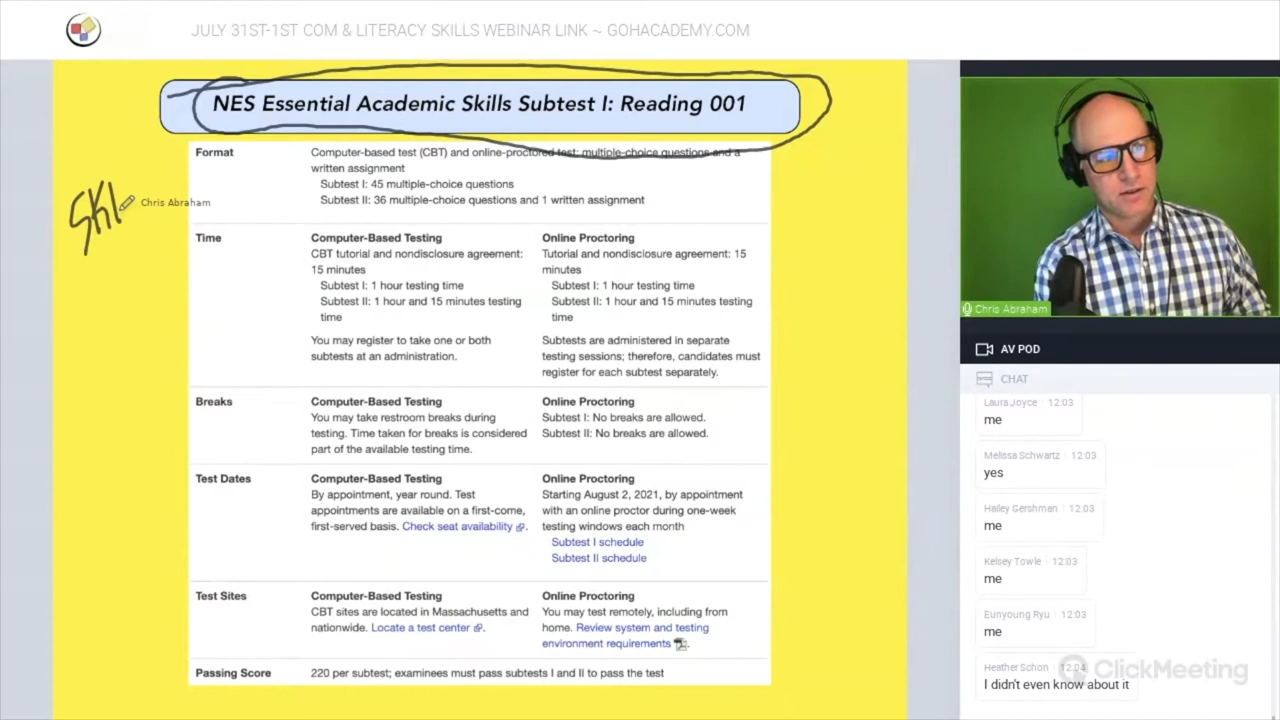 JULY 31ST-1ST COM & LITERACY SKILLS WEBINAR LINK ~ GOHACADEMY.COM
NES Essential Academic Skills Subtest I: Reading 001
Format
Computer-based test (CBT) and online-proctored test; multiple-choice questions and a
written assignment
Subtest I: 45 multiple-choice questions
Subtest II: 36 multiple-choice questions and 1 written assignment
SKI
Chris Abraham
Time
Computer-Based Testing
CBT tutorial and nondisclosure agreement:
15 minutes
Subtest I: 1 hour testing time
Subtest II: 1 hour and 15 minutes testing
time
You may register to take one or both
subtests at an administration.
Online Proctoring
Tutorial and nondisclosure agreement: 15
minutes
Subtest I: 1 hour testing time
Subtest II: 1 hour and 15 minutes testing
time
Subtests are administered in separate
testing sessions; therefore, candidates must
register for each subtest separately.
Breaks
Computer-Based Testing
You may take restroom breaks during
testing. Time taken for breaks is considered
part of the available testing time.
Online Proctoring
Subtest I: No breaks are allowed.
Subtest II: No breaks are allowed.
Test Dates
Computer-Based Testing
By appointment, year round. Test
appointments are available on a first-come,
first-served basis. Check seat availability.
Online Proctoring
Starting August 2, 2021, by appointment
with an online proctor during one-week
testing windows each month
Subtest I schedule
Subtest II schedule
Test Sites
Computer-Based Testing
CBT sites are located in Massachusetts and
nationwide. Locate a test center.
Online Proctoring
You may test remotely, including from
home. Review system and testing
environment requirements.
Passing Score
220 per subtest; examinees must pass subtests I and II to pass the test
Chris Abraham
AV POD
CHAT
Laura Joyce 12:03
me
Melissa Schwartz 12:03
yes
Hailey Gershman 12:03
me
Kelsey Towle 12:03
me
Eunyoung Ryu 12:03
me
Heather Schon 12:04
I didn't even know about it
ClickMeeting